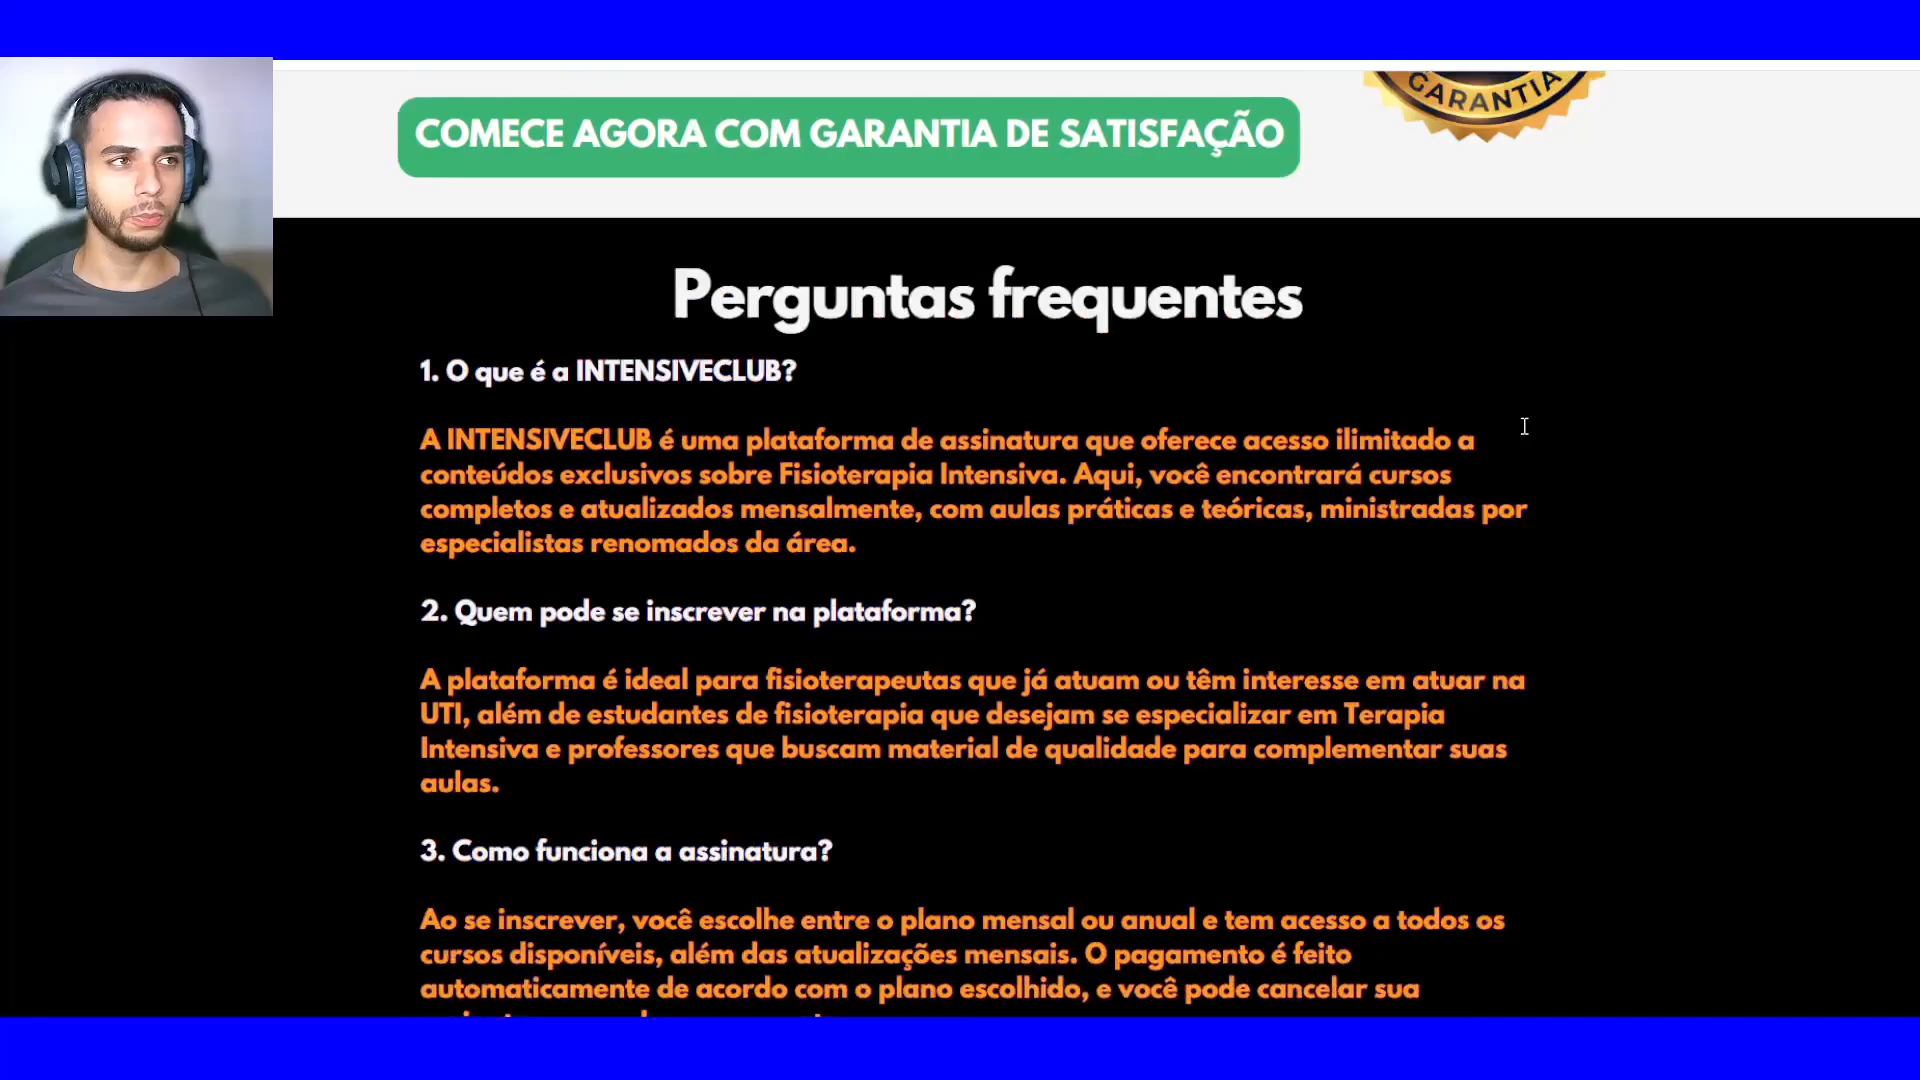 GARANTIA
COMECE AGORA COM GARANTIA DE SATISFAÇÃO
Perguntas frequentes
1. O que é a INTENSIVECLUB?
A INTENSIVECLUB é uma plataforma de assinatura que oferece acesso ilimitado a
conteúdos exclusivos sobre Fisioterapia Intensiva. Aqui, você encontrará cursos
completos e atualizados mensalmente, com aulas práticas e teóricas, ministradas por
especialistas renomados da área.
2. Quem pode se inscrever na plataforma?
A plataforma é ideal para fisioterapeutas que já atuam ou têm interesse em atuar na
UTI, além de estudantes de fisioterapia que desejam se especializar em Terapia
Intensiva e professores que buscam material de qualidade para complementar suas
aulas.
3. Como funciona a assinatura?
Ao se inscrever, você escolhe entre o plano mensal ou anual e tem acesso a todos os
cursos disponíveis, além das atualizações mensais. O pagamento é feito
automaticamente de acordo com o plano escolhido, e você pode cancelar sua